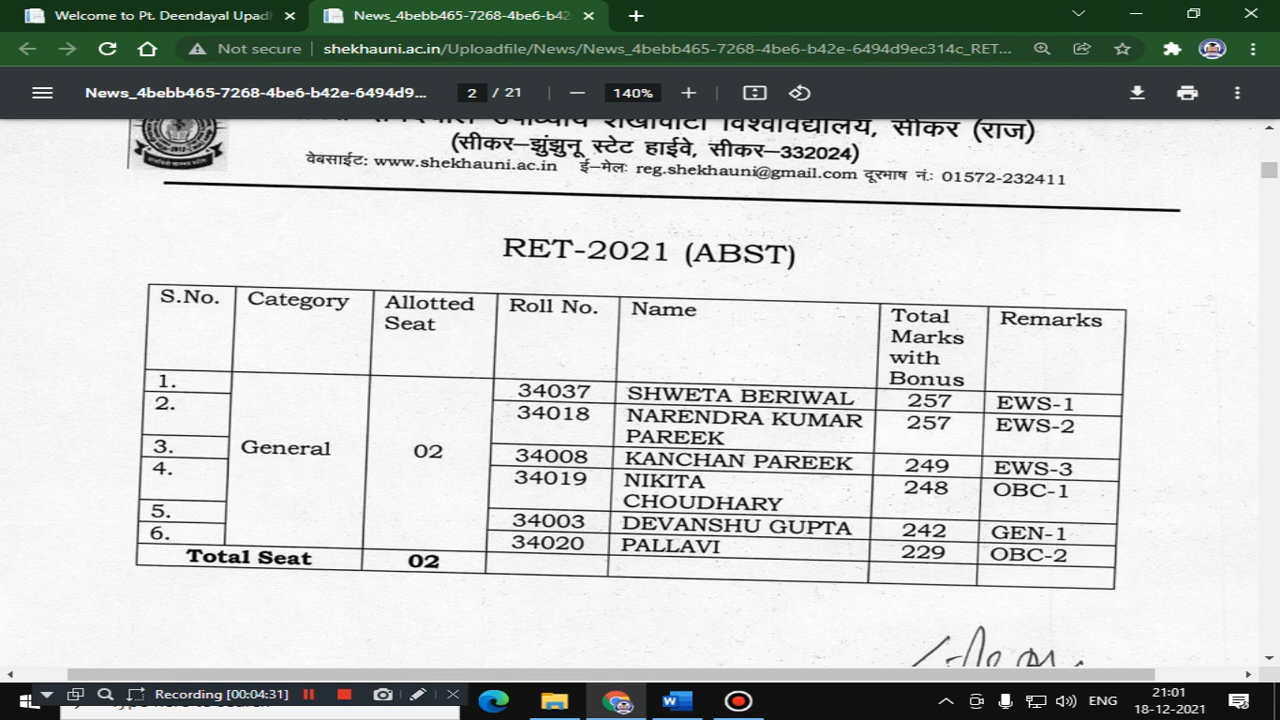 Welcome to Pt. Deendayal Upadh
News_4bebb465-7268-4be6-b42
Not secure
shekhauni.ac.in/Uploadfile/News/News_4bebb465-7268-4be6-b42e-6494d9ec314c_RET...
News_4bebb465-7268-4be6-b42e-6494d9...
2 / 21
140%
विश्वविद्यालय, सीकर (राज)
(सीकर–झुंझुनू स्टेट हाईवे, सीकर–332024)
वेबसाईट: www.shekhauni.ac.in ई–मेलः reg.shekhauni@gmail.com दूरभाष नं.: 01572-232411
RET-2021 (ABST)
S.No. Category Allotted Seat Roll No. Name Total Marks with Bonus Remarks
1. 34037 SHWETA BERIWAL 257 EWS-1
2. 34018 NARENDRA KUMAR PAREEK 257 EWS-2
3. General 02 34008 KANCHAN PAREEK 249 EWS-3
4. 34019 NIKITA CHOUDHARY 248 OBC-1
5. 34003 DEVANSHU GUPTA 242 GEN-1
6. 34020 PALLAVI 229 OBC-2
Total Seat 02
Recording [00:04:31]
ENG
21:01
18-12-2021